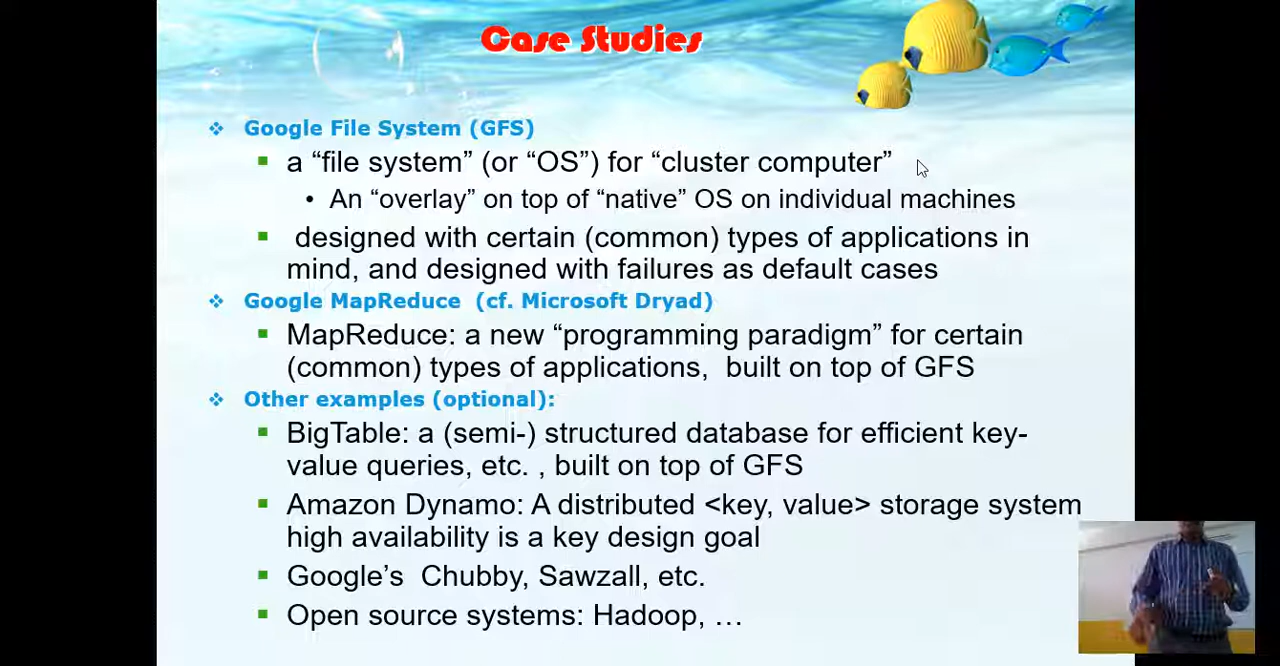 Case Studies
Google File System (GFS)
a “file system” (or “OS”) for “cluster computer”
An “overlay” on top of “native” OS on individual machines
designed with certain (common) types of applications in
mind, and designed with failures as default cases
Google MapReduce (cf. Microsoft Dryad)
MapReduce: a new “programming paradigm” for certain
(common) types of applications, built on top of GFS
Other examples (optional):
BigTable: a (semi-) structured database for efficient key-
value queries, etc. , built on top of GFS
Amazon Dynamo: A distributed <key, value> storage system
high availability is a key design goal
Google’s Chubby, Sawzall, etc.
Open source systems: Hadoop, …